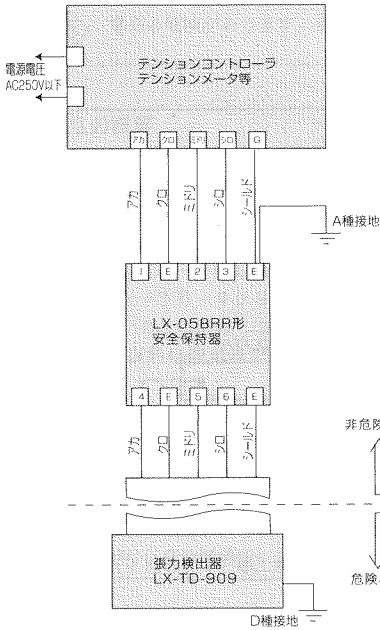 テンションコントローラ
テンションメータ等
電源電圧
AC250V以下
アカ クロ ミドリ シロ G
アカ クロ ミドリ シロ シールド
A種接地
1 E 2 3 E
LX-05BRR形
安全保持器
4 E 5 6 E
アカ クロ ミドリ シロ シールド
非危険
危険
張力検出器
LX-TD-909
D種接地